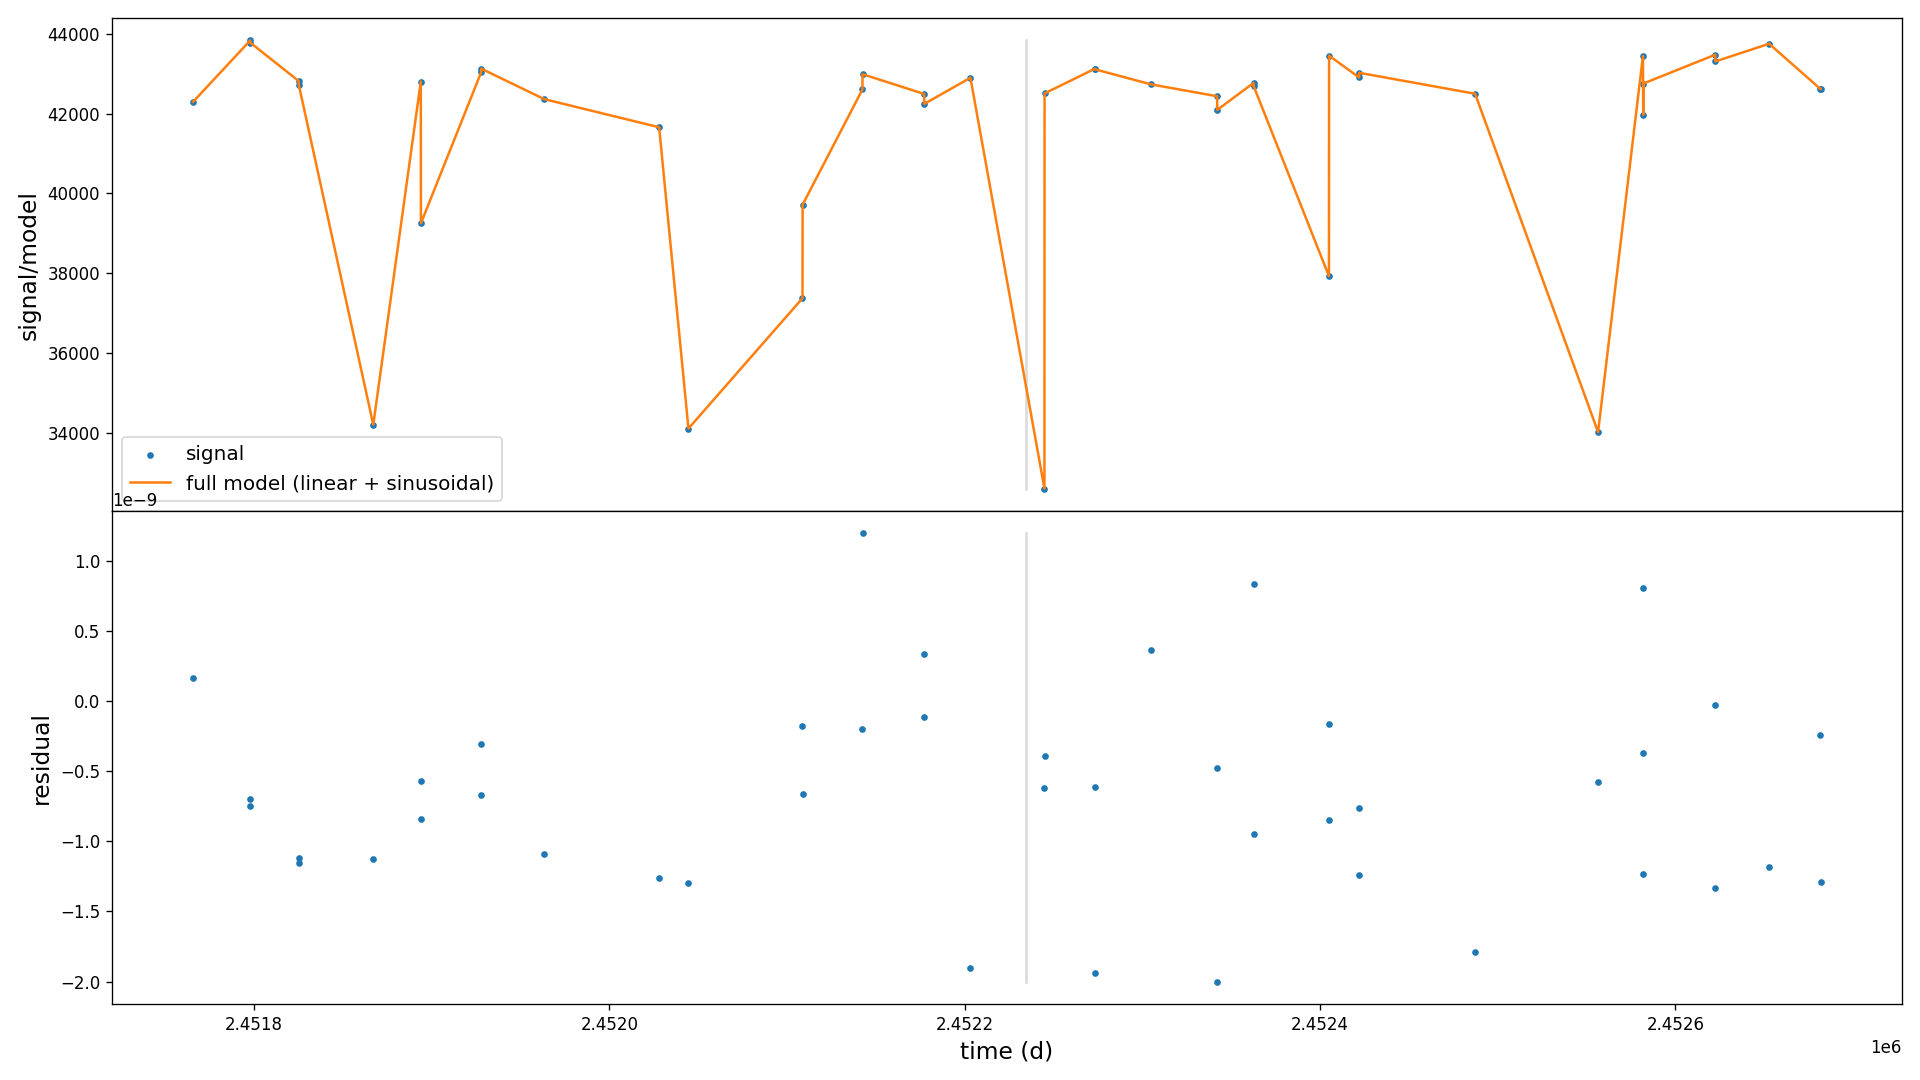 44000
42000
40000
38000
36000
34000
signal/model
signal
full model (linear + sinusoidal)
1e−9
1.0
0.5
0.0
−0.5
−1.0
−1.5
−2.0
residual
2.4518
2.4520
2.4522
2.4524
2.4526
time (d)
1e6